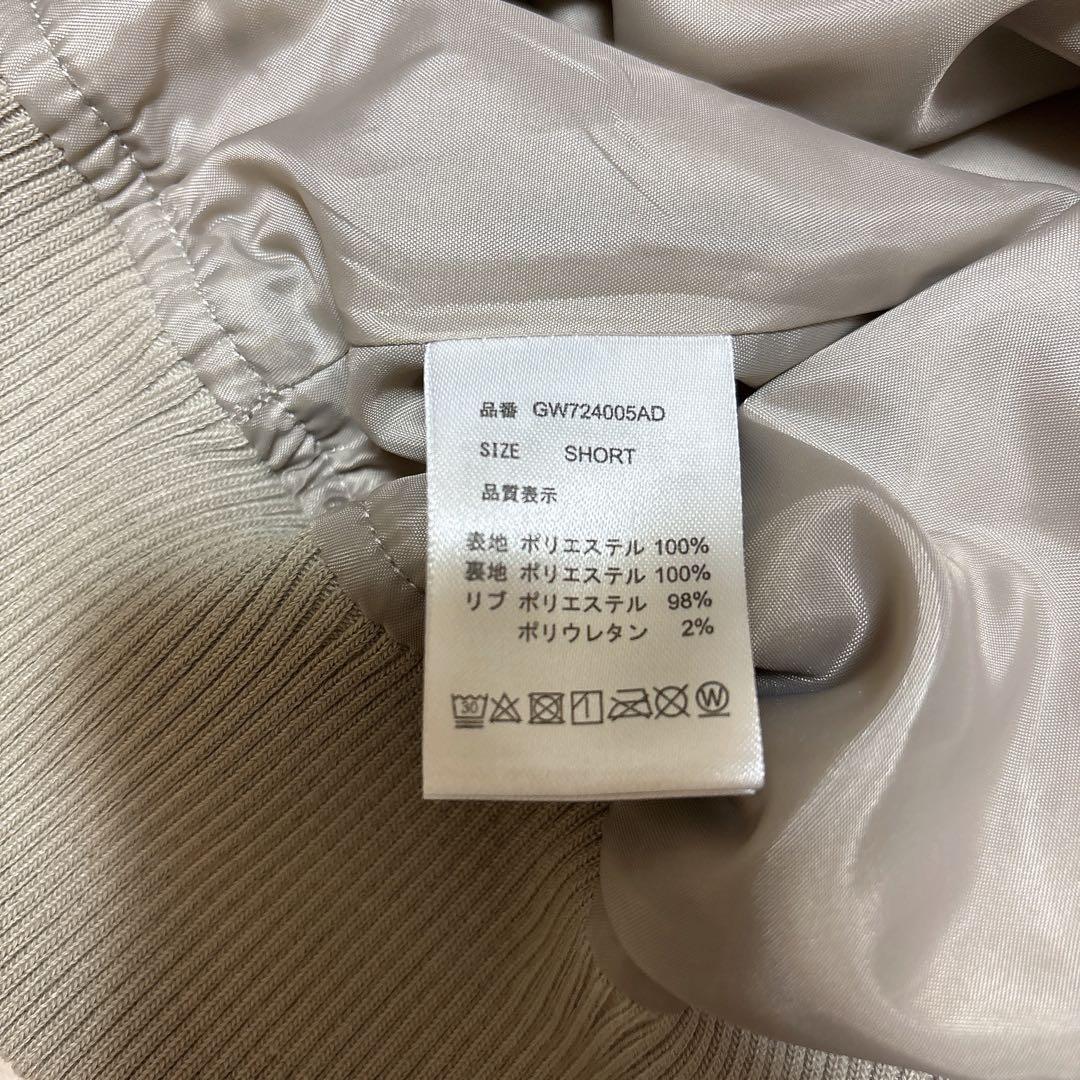 品番 GW724005AD
SIZE SHORT
品質表示
表地 ポリエステル 100%
裏地 ポリエステル 100%
リブ ポリエステル 98%
ポリウレタン 2%
30 1 W